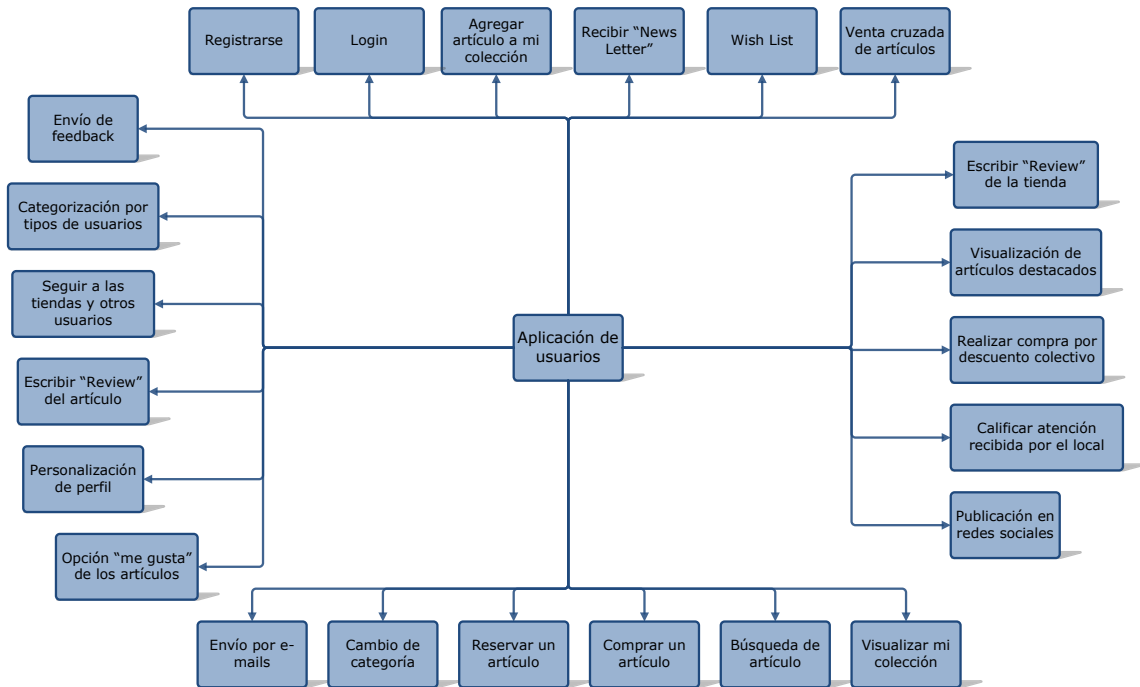 Registrarse
Login
Agregar
artículo a mi
colección
Recibir “News
Letter”
Wish List
Venta cruzada
de artículos
Envío de
feedback
Categorización por
tipos de usuarios
Seguir a las
tiendas y otros
usuarios
Escribir “Review”
del artículo
Personalización
de perfil
Opción “me gusta”
de los artículos
Aplicación de
usuarios
Escribir “Review”
de la tienda
Visualización de
artículos destacados
Realizar compra por
descuento colectivo
Calificar atención
recibida por el local
Publicación en
redes sociales
Envío por e-
mails
Cambio de
categoría
Reservar un
artículo
Comprar un
artículo
Búsqueda de
artículo
Visualizar mi
colección